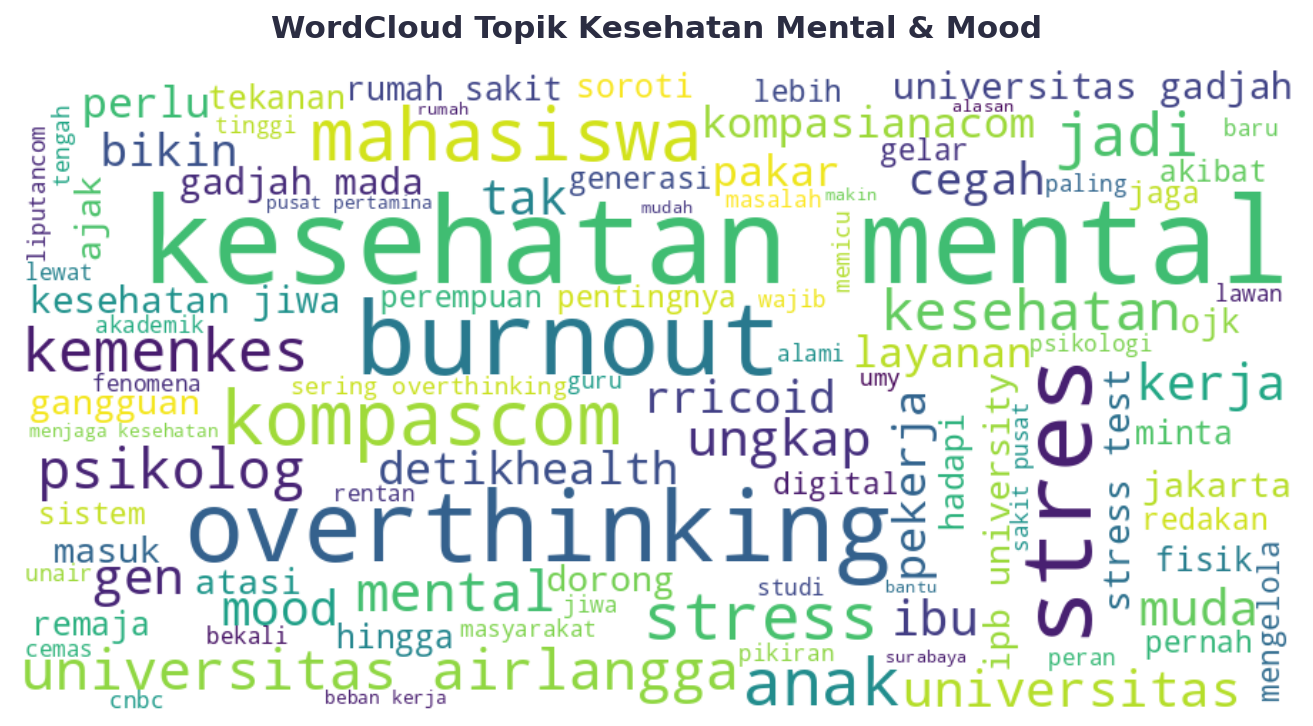 WordCloud Topik Kesehatan Mental & Mood
perlu
tekanan
rumah sakit
soroti
lebih
universitas gadjah
tengah
tinggi
rumah
mahasiswa
kompasianacom
alasan
jadi
baru
liputancom
bikin
gelar
akibat
ajak
gadjah mada
pusat pertamina
tak
generasi
mudah
pakar
masalah
makin
cegah
paling
jaga
kesehatan mental
memicu
lewat
kesehatan jiwa
perempuan
pentingnya
wajib
kesehatan
lawan
ojk
akademik
burnout
kemenkes
alami
layanan
psikologi
fenomena
sering overthinking
guru
rricoid
umy
stres
stress test
kerja
gangguan
kompascom
menjaga kesehatan
ungkap
pekerja
hadapi
ipb university
sakit pusat
minta
psikolog
detikhealth
rentan
digital
jakarta
sistem
overthinking
redakan
masuk
fisik
unair
gen
atasi
mental
dorong
studi
bantu
mengelola
mood
jiwa
stress
ibu
muda
remaja
bekali
hingga
masyarakat
pernah
cemas
universitas airlangga
pikiran
surabaya
peran
cnbc
beban kerja
anak
universitas